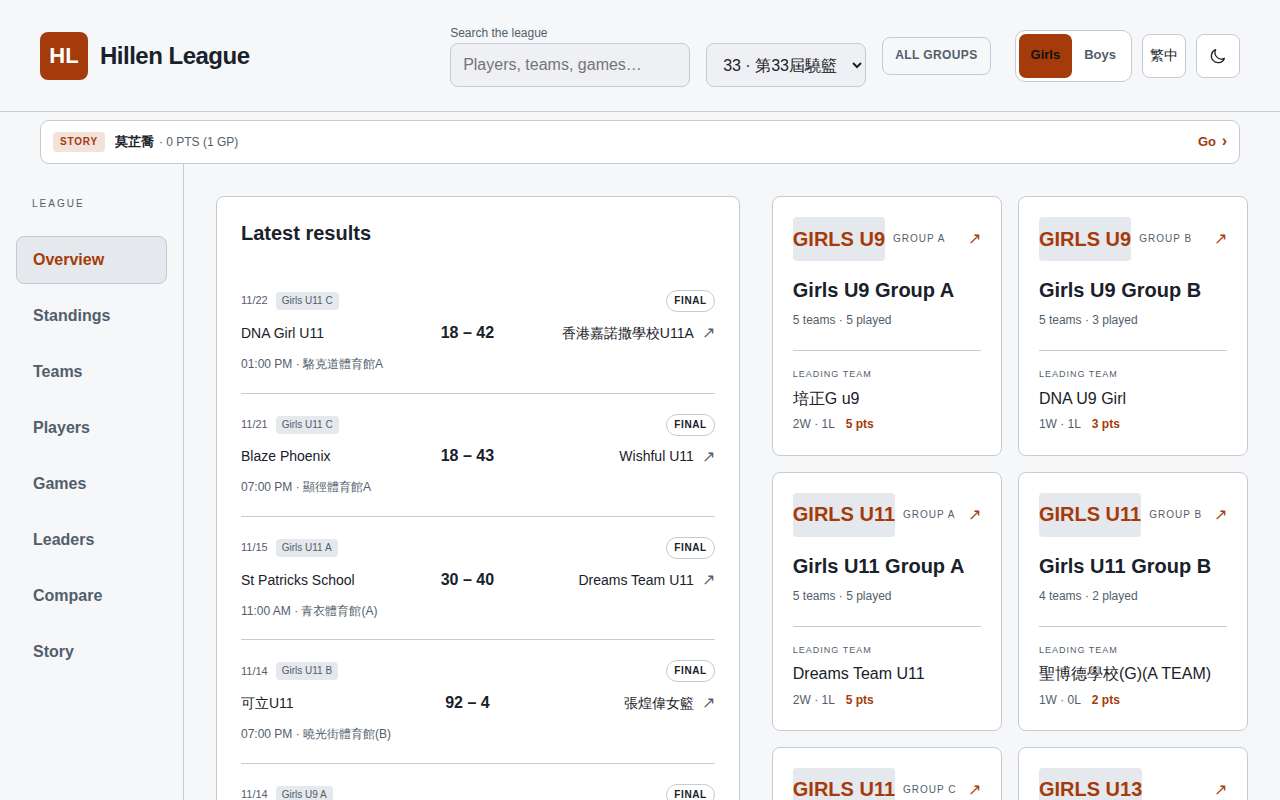 HL Hillen League
Search the league
Players, teams, games…
33 · 第33屆驍籃
ALL GROUPS
Girls Boys
繁中
STORY 莫芷喬 · 0 PTS (1 GP) Go ›
LEAGUE
Overview
Standings
Teams
Players
Games
Leaders
Compare
Story
Latest results
11/22 Girls U11 C FINAL
DNA Girl U11 18 – 42 香港嘉諾撒學校U11A ↗
01:00 PM · 駱克道體育館A
11/21 Girls U11 C FINAL
Blaze Phoenix 18 – 43 Wishful U11 ↗
07:00 PM · 顯徑體育館A
11/15 Girls U11 A FINAL
St Patricks School 30 – 40 Dreams Team U11 ↗
11:00 AM · 青衣體育館(A)
11/14 Girls U11 B FINAL
可立U11 92 – 4 張煌偉女籃 ↗
07:00 PM · 曉光街體育館(B)
11/14 Girls U9 A FINAL
GIRLS U9 GROUP A ↗
Girls U9 Group A
5 teams · 5 played
LEADING TEAM
培正G u9
2W · 1L 5 pts
GIRLS U9 GROUP B ↗
Girls U9 Group B
5 teams · 3 played
LEADING TEAM
DNA U9 Girl
1W · 1L 3 pts
GIRLS U11 GROUP A ↗
Girls U11 Group A
5 teams · 5 played
LEADING TEAM
Dreams Team U11
2W · 1L 5 pts
GIRLS U11 GROUP B ↗
Girls U11 Group B
4 teams · 2 played
LEADING TEAM
聖博德學校(G)(A TEAM)
1W · 0L 2 pts
GIRLS U11 GROUP C ↗
GIRLS U13 ↗